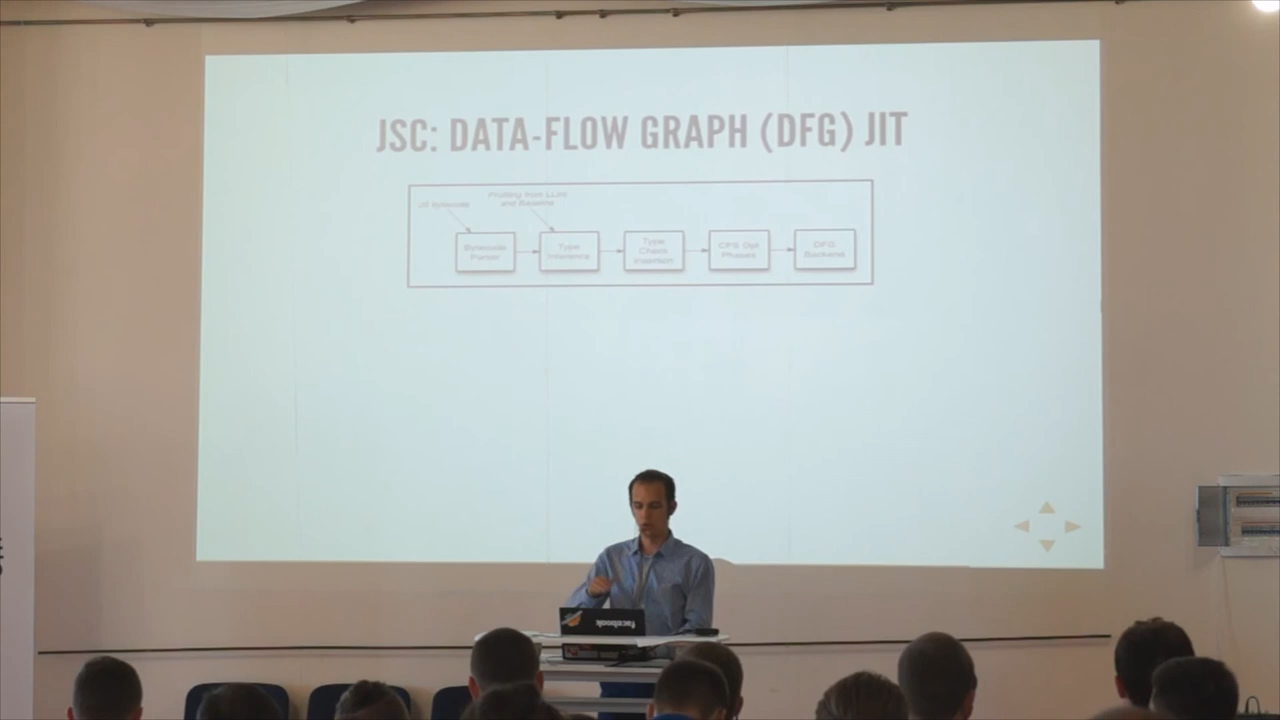 JSC: DATA-FLOW GRAPH (DFG) JIT
Profiling from LLInt
and Baseline
JS bytecode
Bytecode
Parser
Type
Inference
Type
Check
Insertion
CPS Opt
Phases
DFG
Backend
facebook